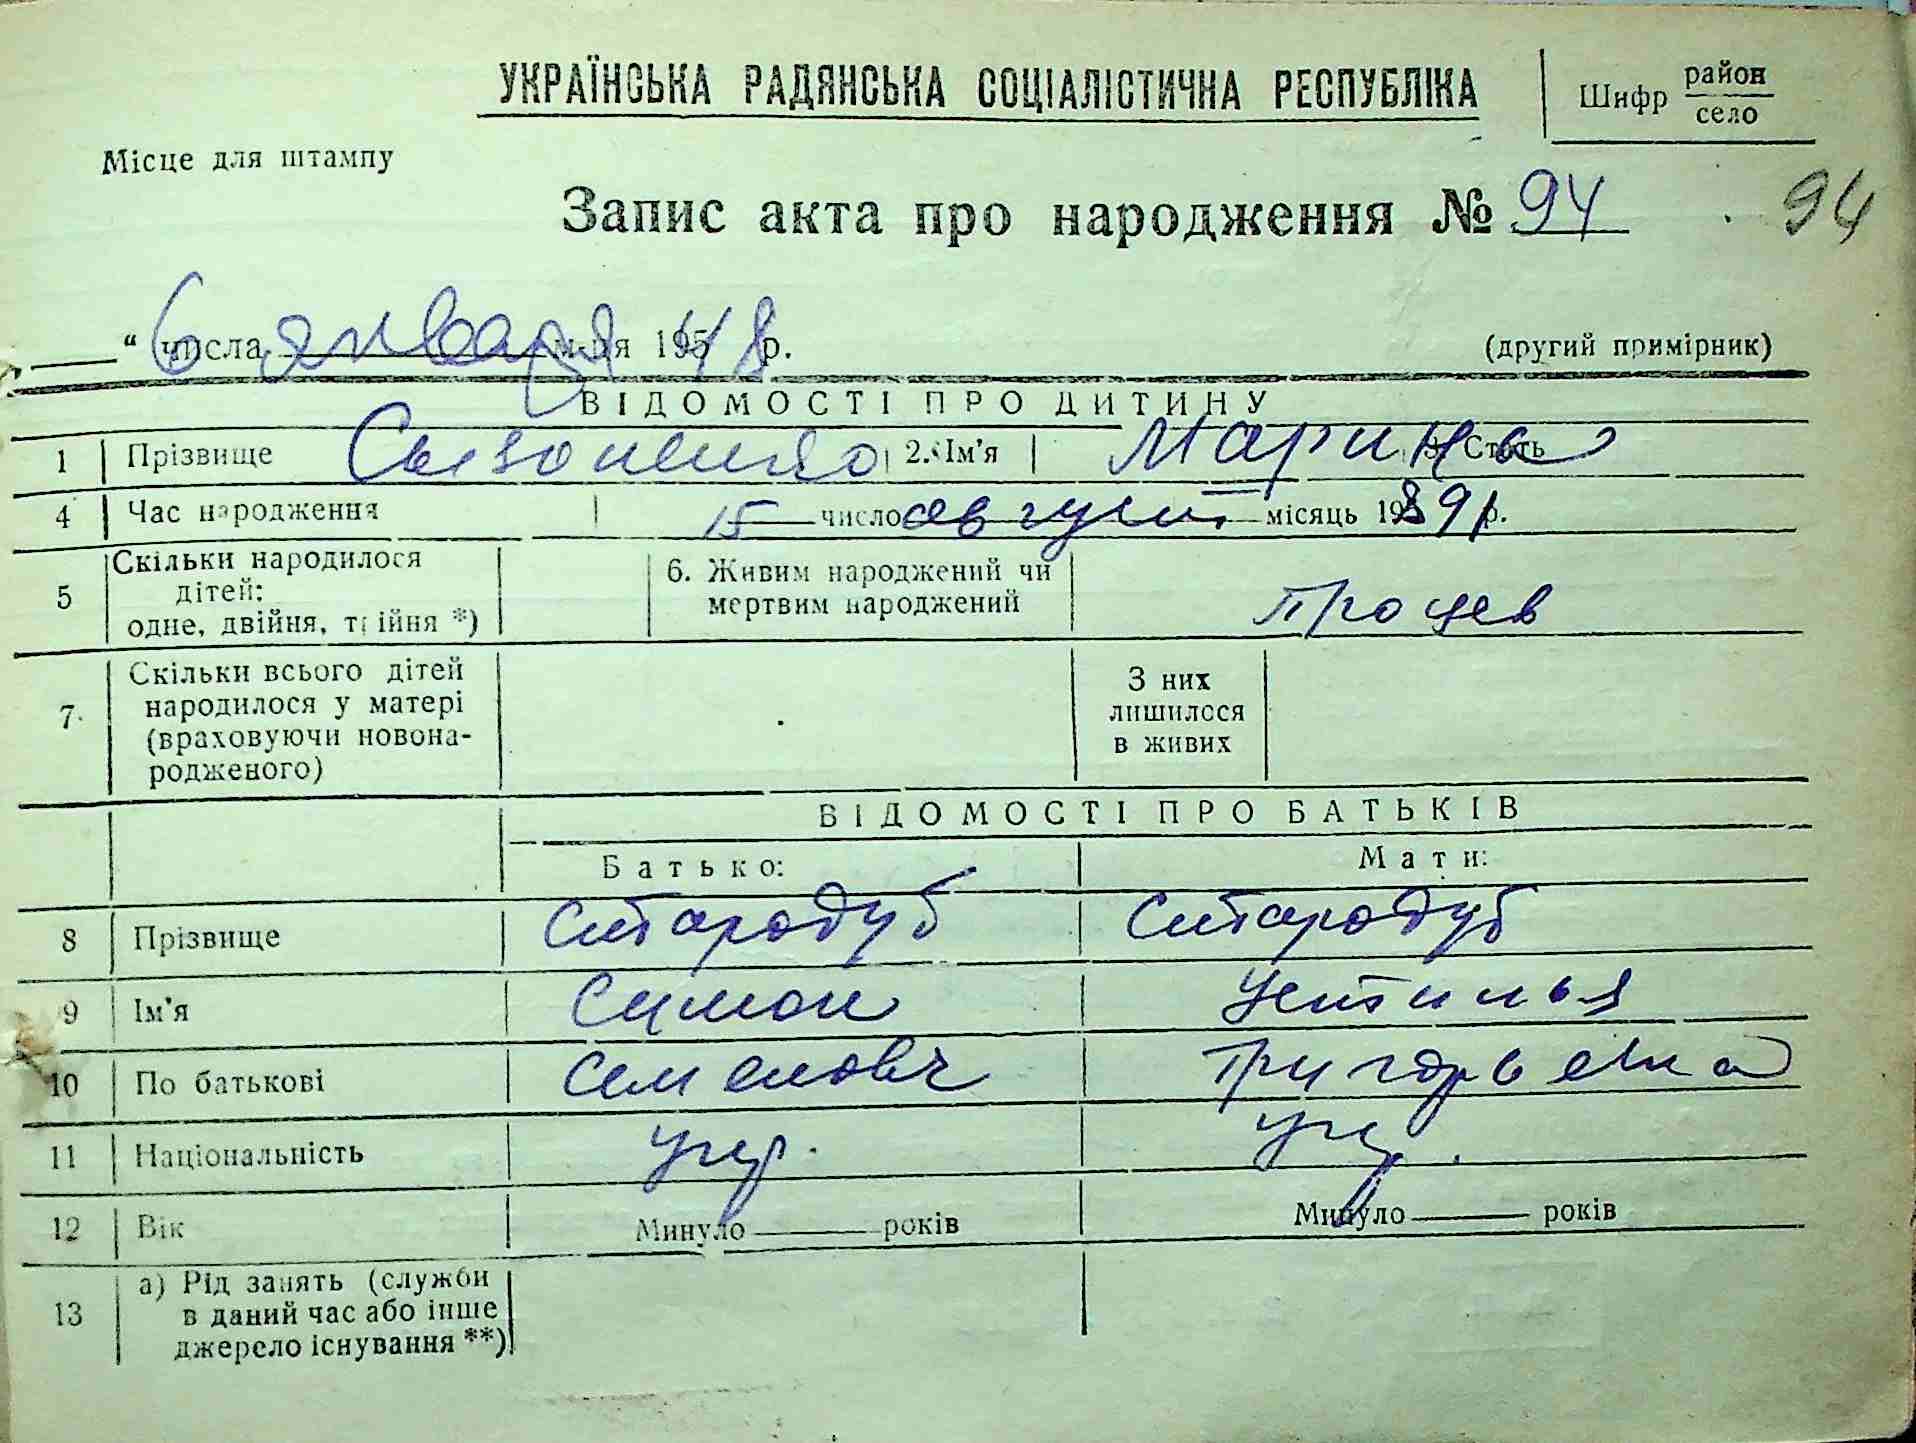 УКРАЇНСЬКА РАДЯНСЬКА СОЦІАЛІСТИЧНА РЕСПУБЛІКА
Шифр район
село
Місце для штампу
Запис акта про народження № 94 94
" 6 числа января м-ця 1948 р. (другий примірник)
ВІДОМОСТІ ПРО ДИТИНУ
1 Прізвище Сызоненко 2. Ім'я Марина 3. Стать
4 Час народження 15 число август місяць 1891 р.
5 Скільки народилося дітей: одне, двійня, трійня *) 6. Живим народжений чи мертвим народжений
7. Скільки всього дітей народилося у матері (враховуючи новонародженого) З них лишилося в живих
ВІДОМОСТІ ПРО БАТЬКІВ
Батько: Мати:
8 Прізвище Стародуб Стародуб
9 Ім'я Симон Устинья
10 По батькові Семеновч Григорьевна
11 Національність укр. укр.
12 Вік Минуло років Минуло років
13 а) Рід занять (служби в даний час або інше джерело існування **)